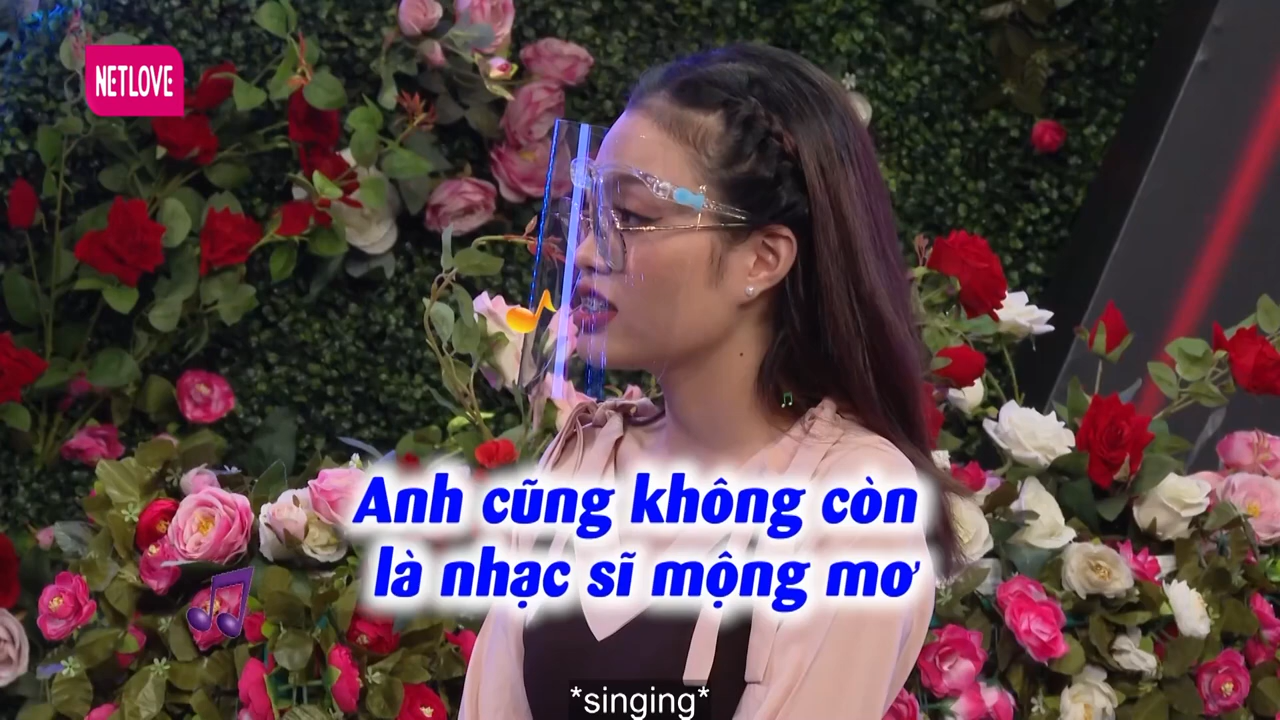 NETLOVE
Anh cũng không còn
là nhạc sĩ mộng mơ
*singing*